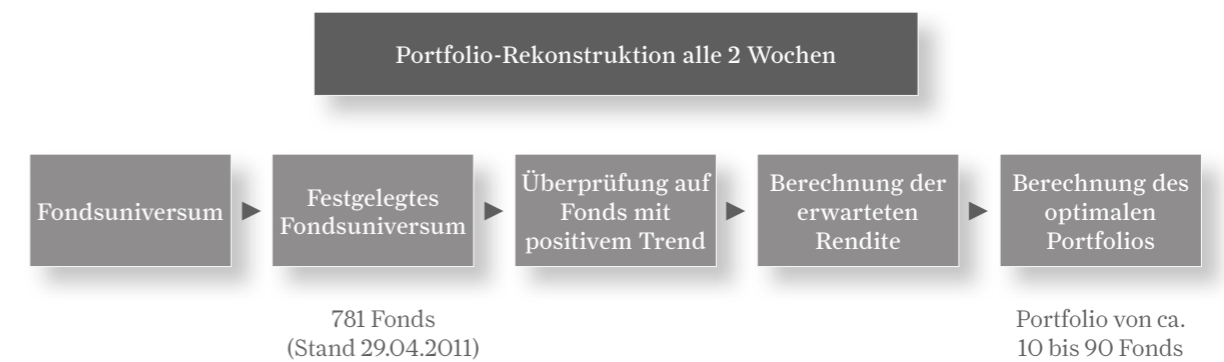 Portfolio-Rekonstruktion alle 2 Wochen
Fondsuniversum
Festgelegtes
Fondsuniversum
Überprüfung auf
Fonds mit
positivem Trend
Berechnung der
erwarteten
Rendite
Berechnung des
optimalen
Portfolios
781 Fonds
(Stand 29.04.2011)
Portfolio von ca.
10 bis 90 Fonds